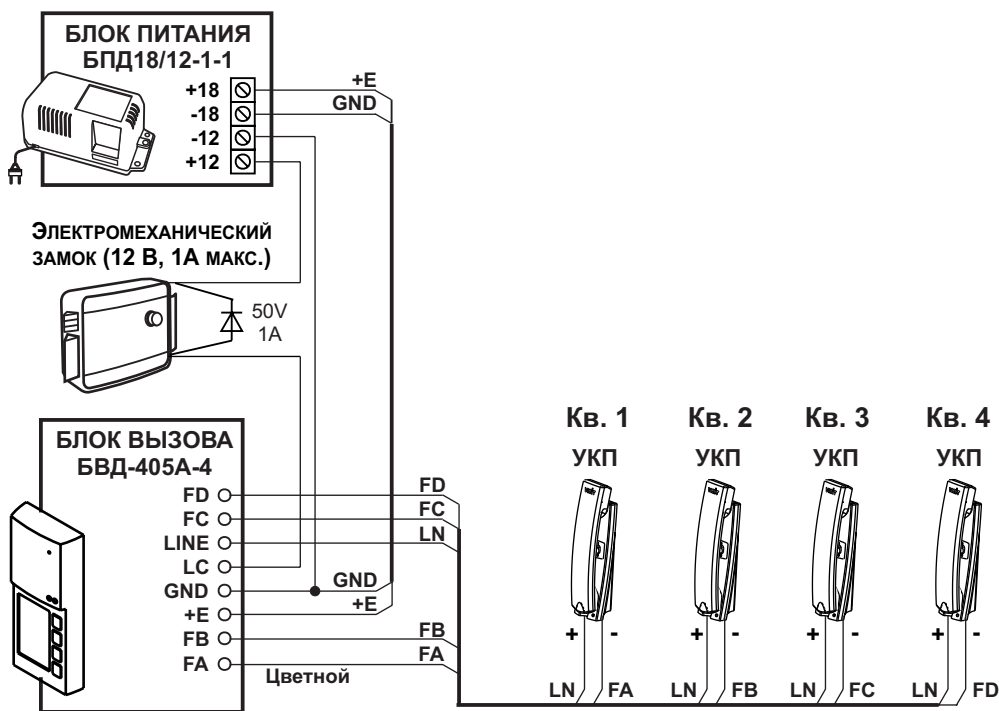 БЛОК ПИТАНИЯ
БПД18/12-1-1
+18
-18
-12
+12
+E
GND
ЭЛЕКТРОМЕХАНИЧЕСКИЙ
ЗАМОК (12 В, 1А МАКС.)
50V
1A
БЛОК ВЫЗОВА
БВД-405А-4
FD
FC
LINE
LC
GND
+E
FB
FA
FD
FC
LN
GND
+E
FB
FA
Цветной
Кв. 1
Кв. 2
Кв. 3
Кв. 4
УКП
УКП
УКП
УКП
+ -
+ -
+ -
+ -
LN FA
LN FB
LN FC
LN FD